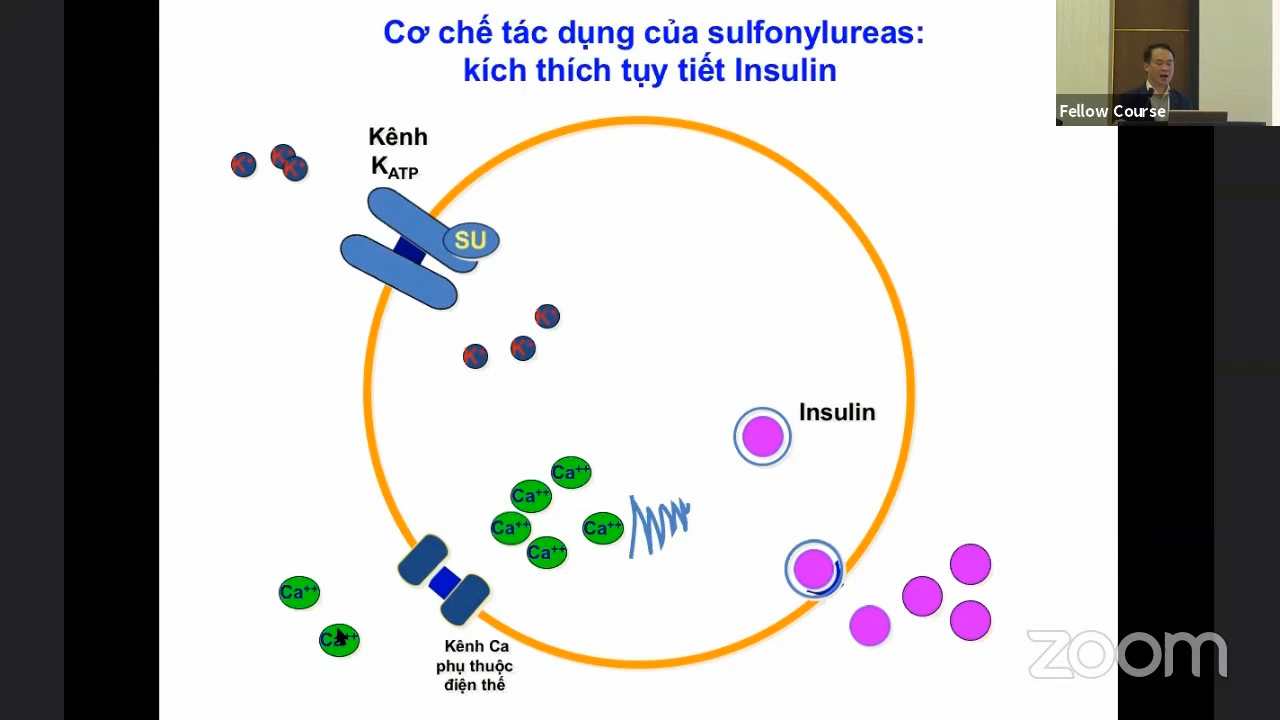 Cơ chế tác dụng của sulfonylureas:
kích thích tụy tiết Insulin
Fellow Course
Kênh
K_ATP
K⁺
K⁺
K⁺
SU
K⁺
K⁺
K⁺
Insulin
Ca⁺⁺
Ca⁺⁺
Ca⁺⁺
Ca⁺⁺
Ca⁺⁺
Ca⁺⁺
Ca⁺⁺
Kênh Ca
phụ thuộc
điện thế
zoom